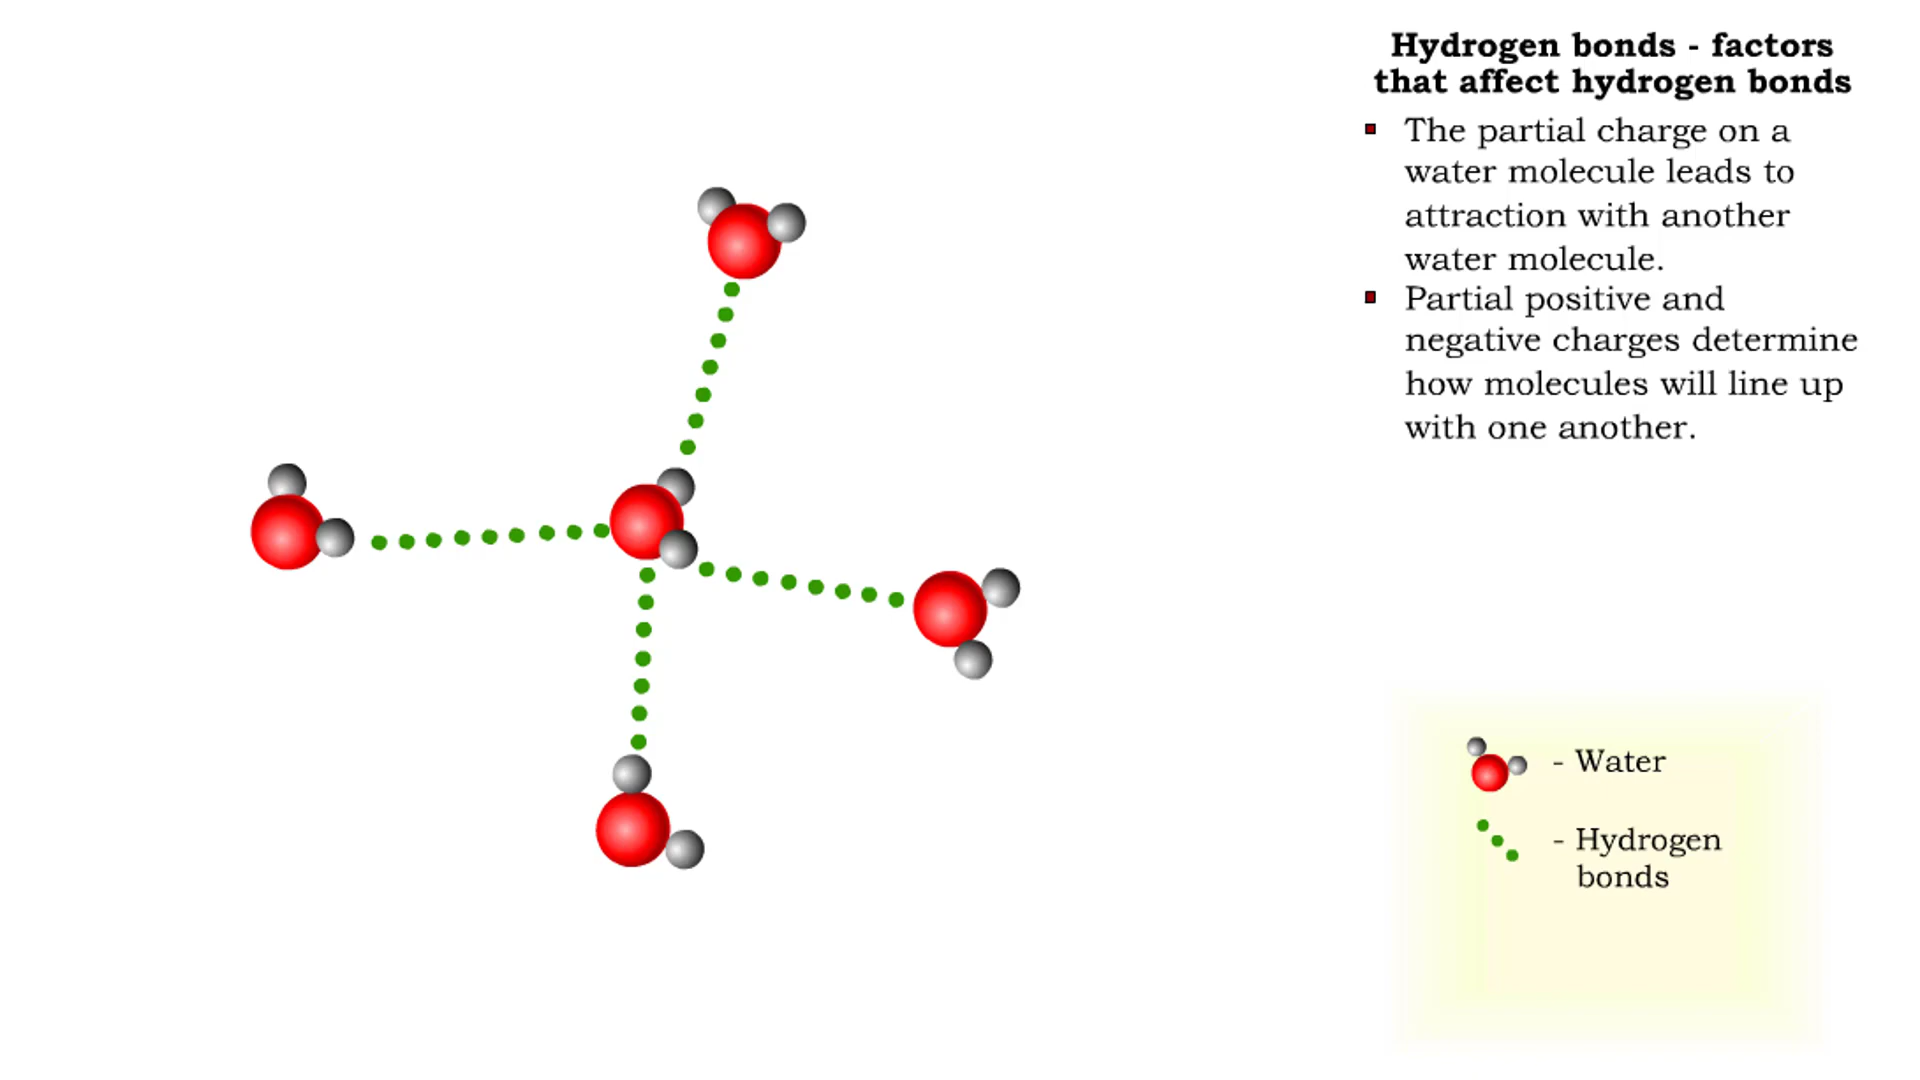 Hydrogen bonds - factors
that affect hydrogen bonds
▪ The partial charge on a
water molecule leads to
attraction with another
water molecule.
▪ Partial positive and
negative charges determine
how molecules will line up
with one another.
- Water
- Hydrogen
bonds